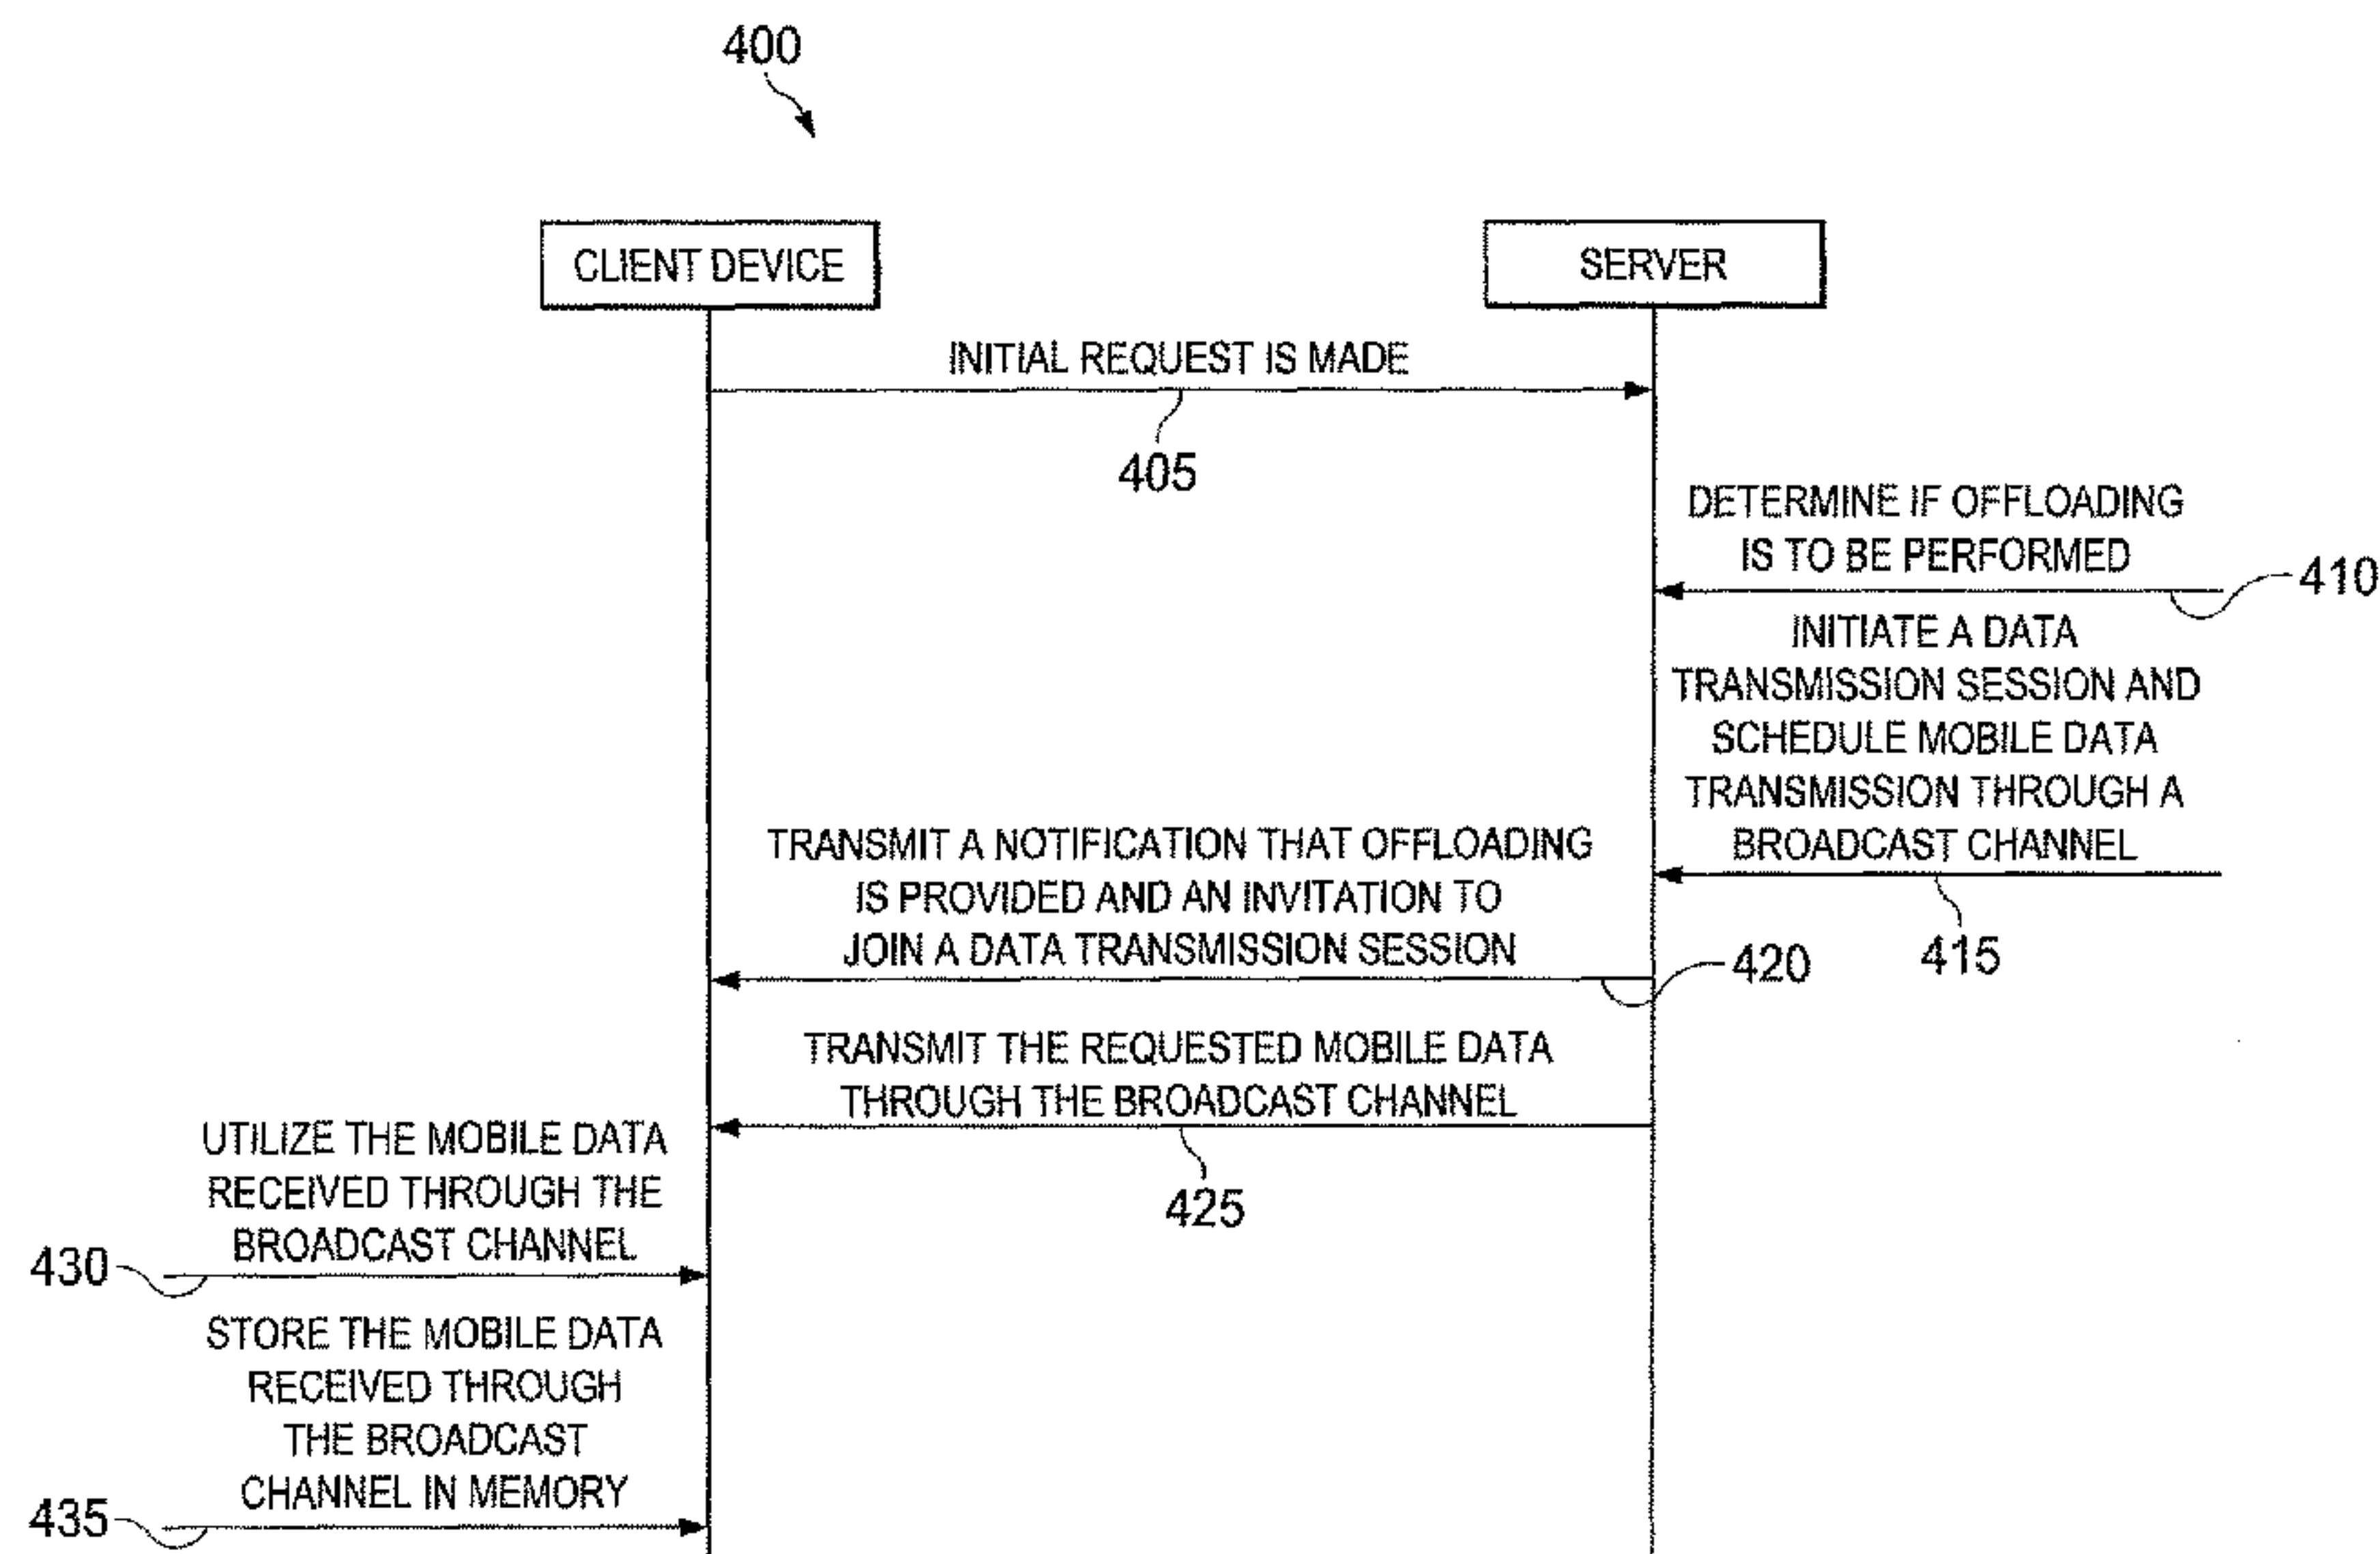 400
CLIENT DEVICE
SERVER
INITIAL REQUEST IS MADE
405
DETERMINE IF OFFLOADING
IS TO BE PERFORMED
410
INITIATE A DATA
TRANSMISSION SESSION AND
SCHEDULE MOBILE DATA
TRANSMISSION THROUGH A
BROADCAST CHANNEL
415
TRANSMIT A NOTIFICATION THAT OFFLOADING
IS PROVIDED AND AN INVITATION TO
JOIN A DATA TRANSMISSION SESSION
420
TRANSMIT THE REQUESTED MOBILE DATA
THROUGH THE BROADCAST CHANNEL
425
UTILIZE THE MOBILE DATA
RECEIVED THROUGH THE
BROADCAST CHANNEL
430
STORE THE MOBILE DATA
RECEIVED THROUGH
THE BROADCAST
CHANNEL IN MEMORY
435